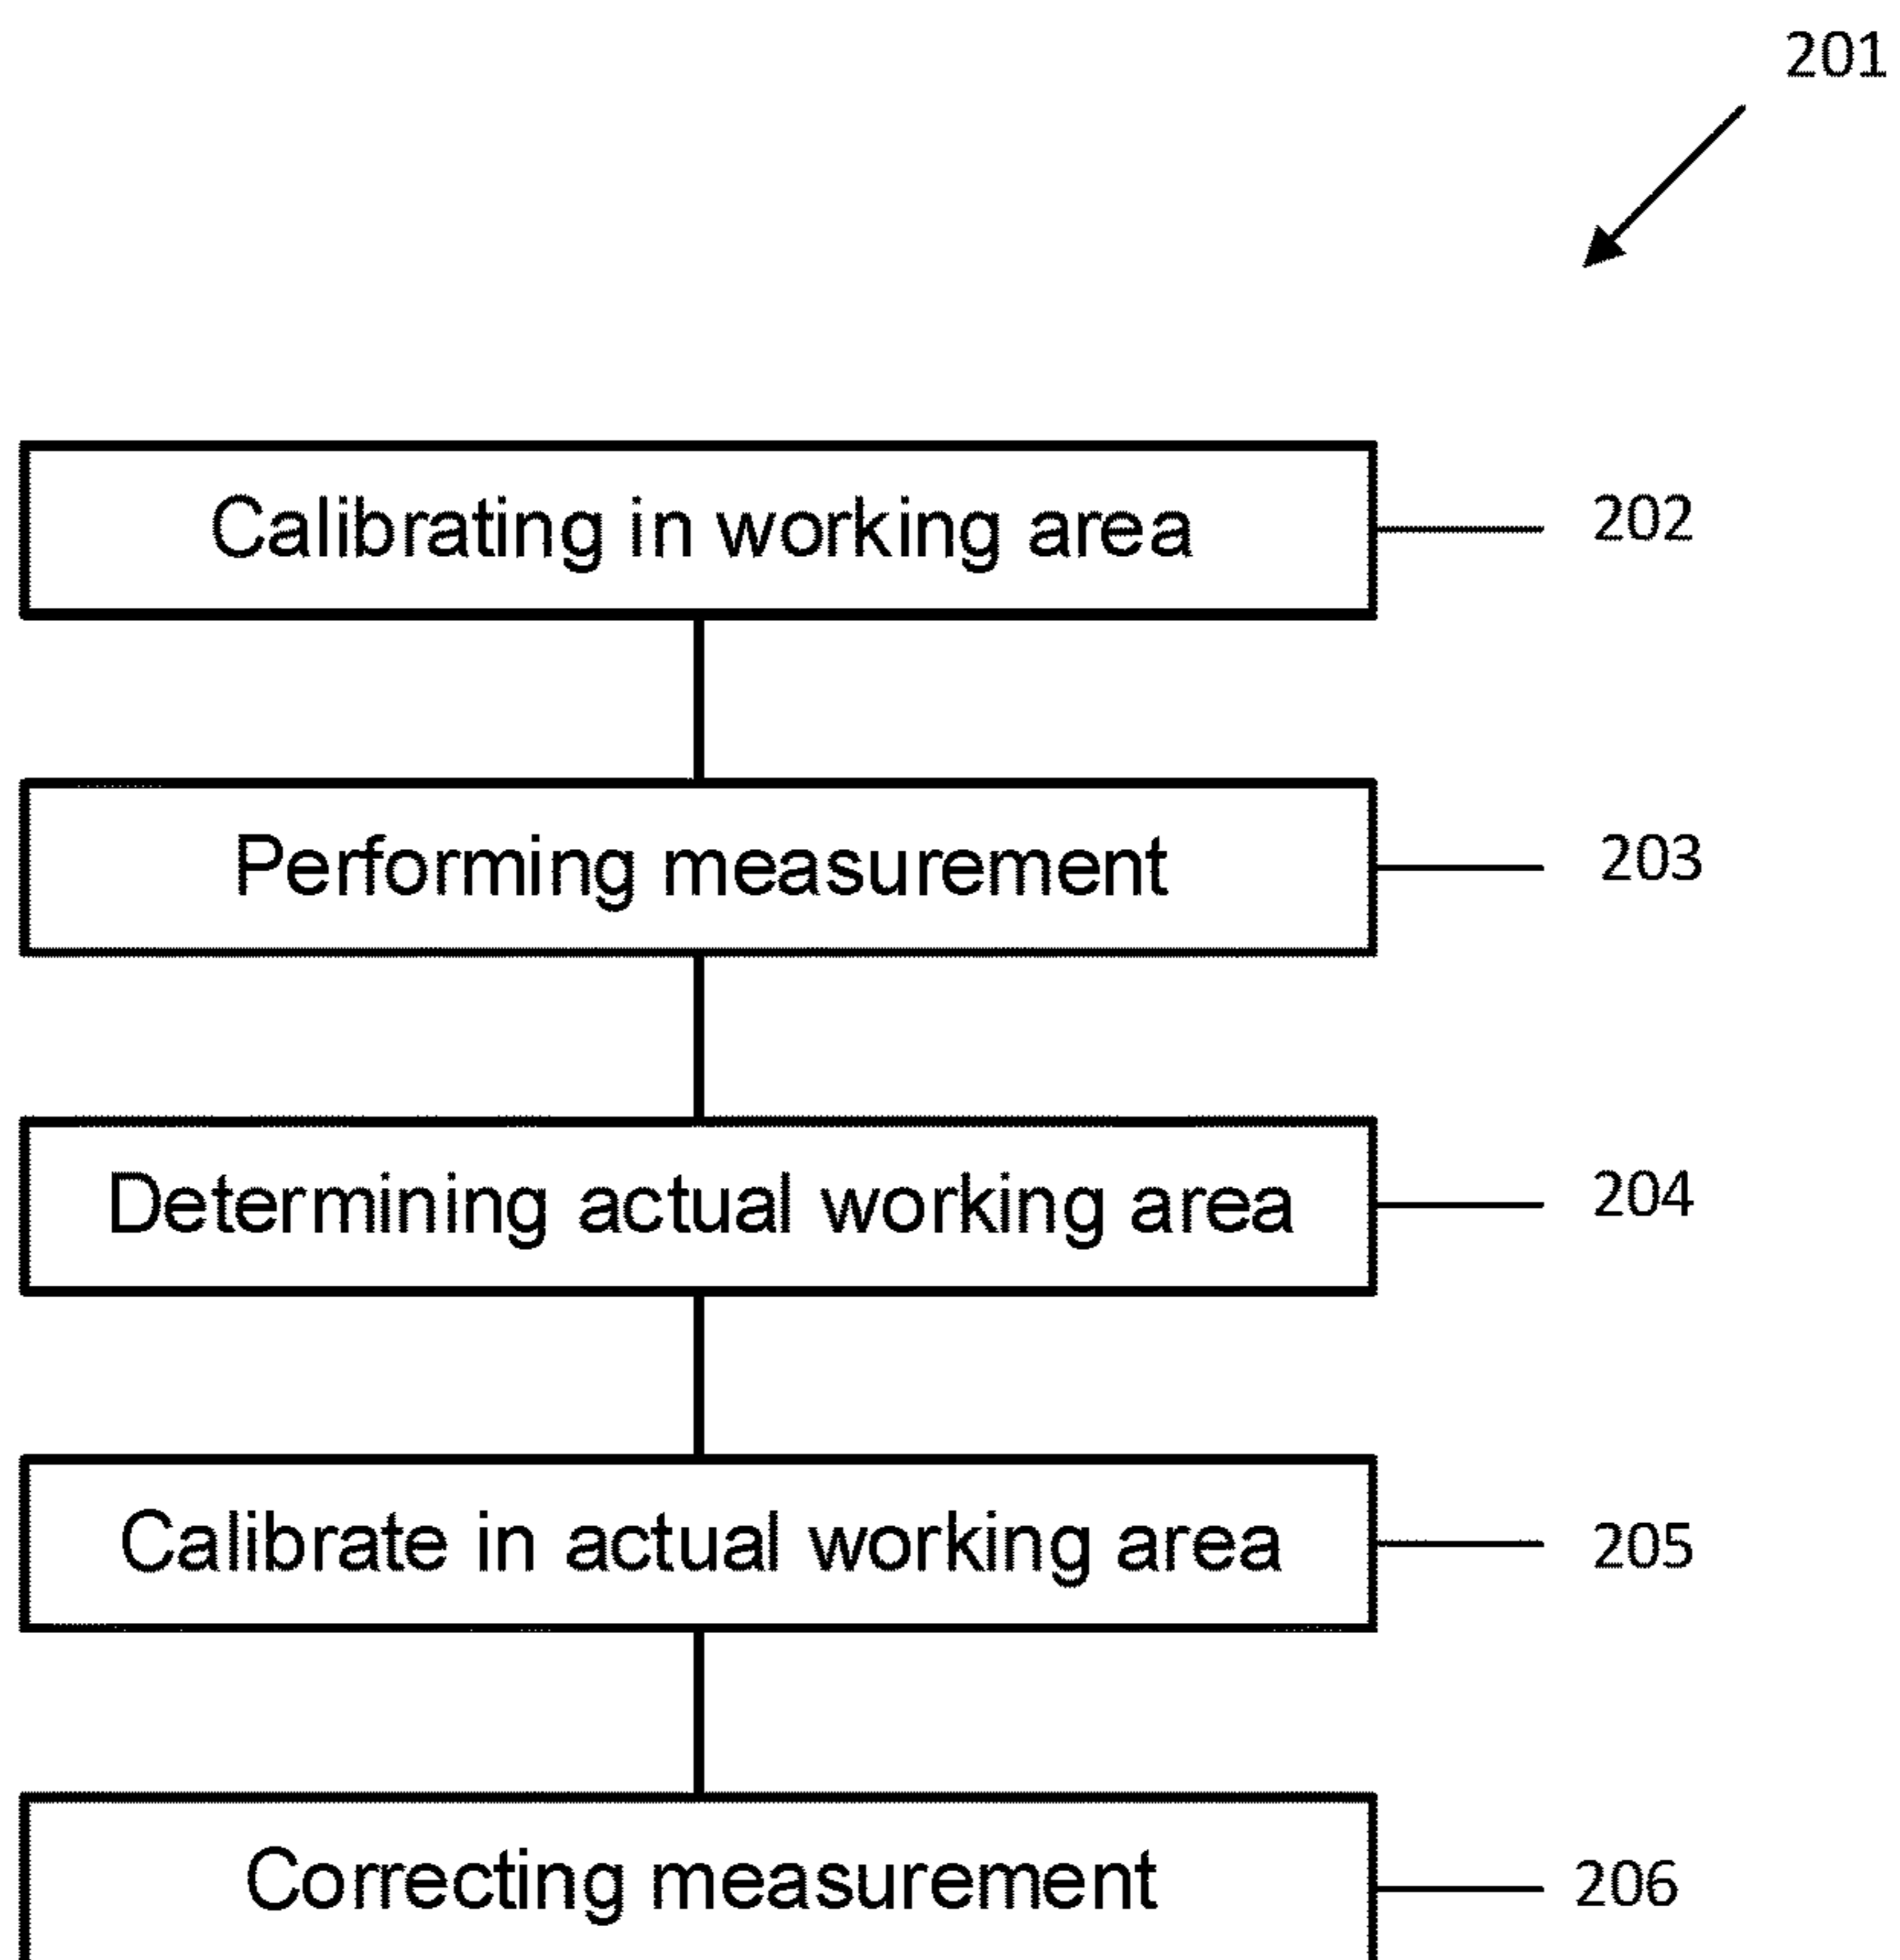 201
Calibrating in working area 202
Performing measurement 203
Determining actual working area 204
Calibrate in actual working area 205
Correcting measurement 206